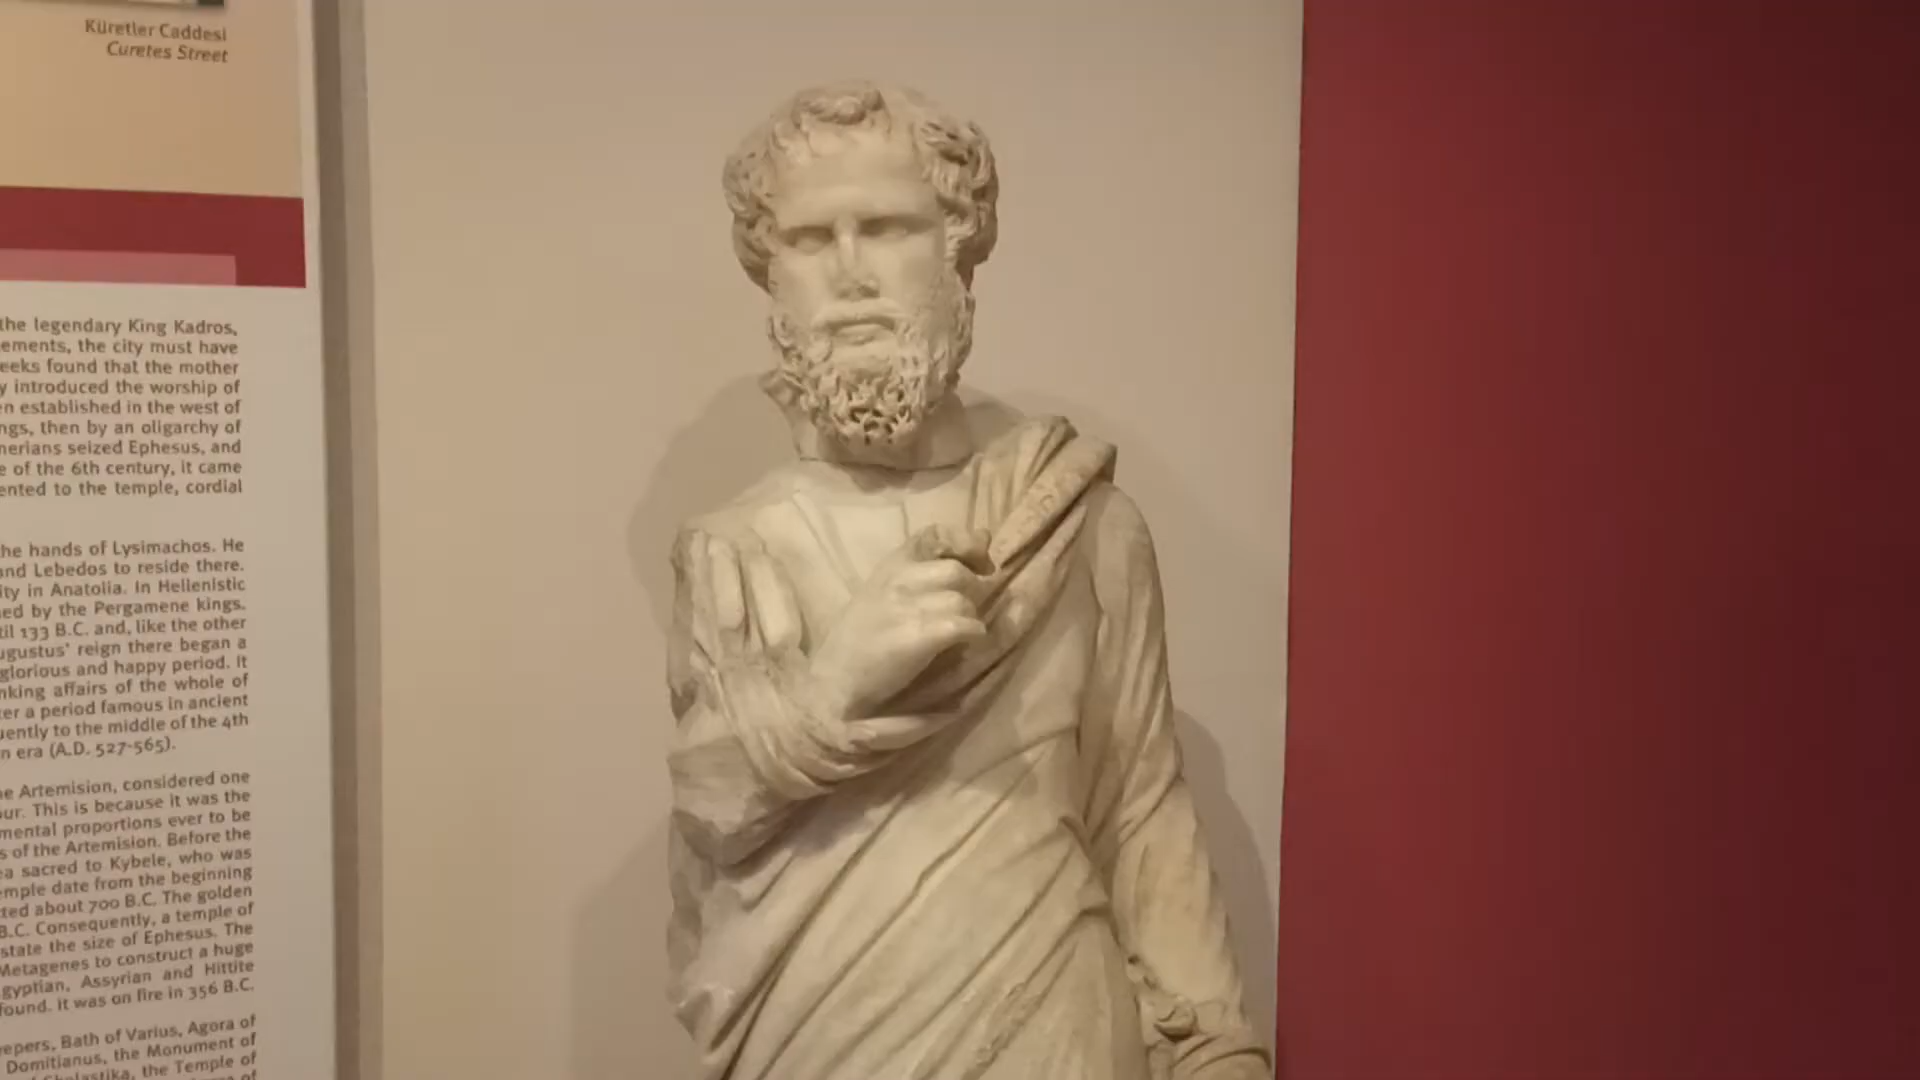 Küretler Caddesi
Curetes Street
the legendary King Kadros,
ements, the city must have
eeks found that the mother
y introduced the worship of
en established in the west of
ngs, then by an oligarchy of
merians seized Ephesus, and
e of the 6th century, it came
ented to the temple, cordial
he hands of Lysimachos. He
and Lebedos to reside there.
ity in Anatolia. In Hellenistic
ned by the Pergamene kings.
til 133 B.C. and, like the other
ugustus' reign there began a
glorious and happy period. It
nking affairs of the whole of
ter a period famous in ancient
uently to the middle of the 4th
n era (A.D. 527-565).
he Artemision, considered one
our. This is because it was the
mental proportions ever to be
s of the Artemision. Before the
ea sacred to Kybele, who was
emple date from the beginning
ted about 700 B.C. The golden
B.C. Consequently, a temple of
state the size of Ephesus. The
Metagenes to construct a huge
gyptian, Assyrian and Hittite
found. It was on fire in 356 B.C.
epers, Bath of Varius, Agora of
Domitianus, the Monument of
the Temple of
of